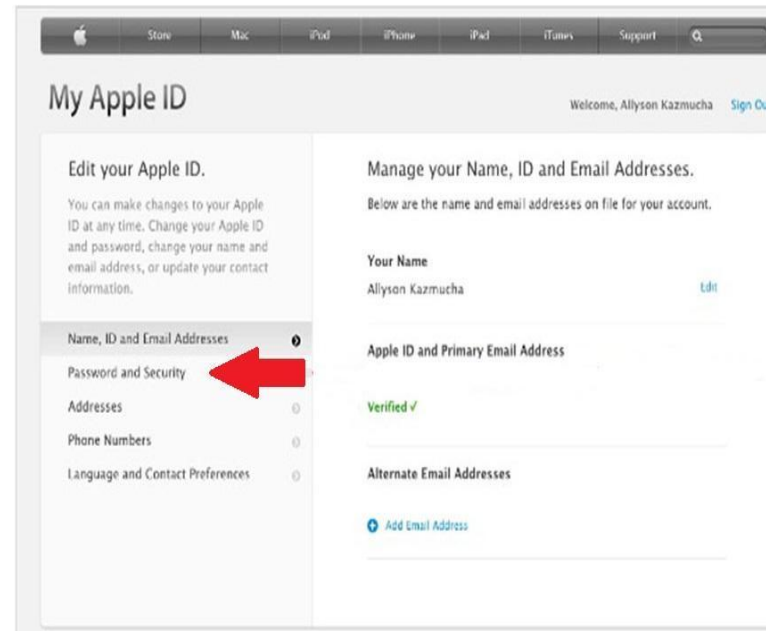 Store Mac iPod iPhone iPad iTunes Support
My Apple ID
Welcome, Allyson Kazmucha Sign Ou
Edit your Apple ID.
You can make changes to your Apple
ID at any time. Change your Apple ID
and password, change your name and
email address, or update your contact
information.
Name, ID and Email Addresses
Password and Security
Addresses
Phone Numbers
Language and Contact Preferences
Manage your Name, ID and Email Addresses.
Below are the name and email addresses on file for your account.
Your Name
Allyson Kazmucha Edit
Apple ID and Primary Email Address
Verified ✓
Alternate Email Addresses
Add Email Address